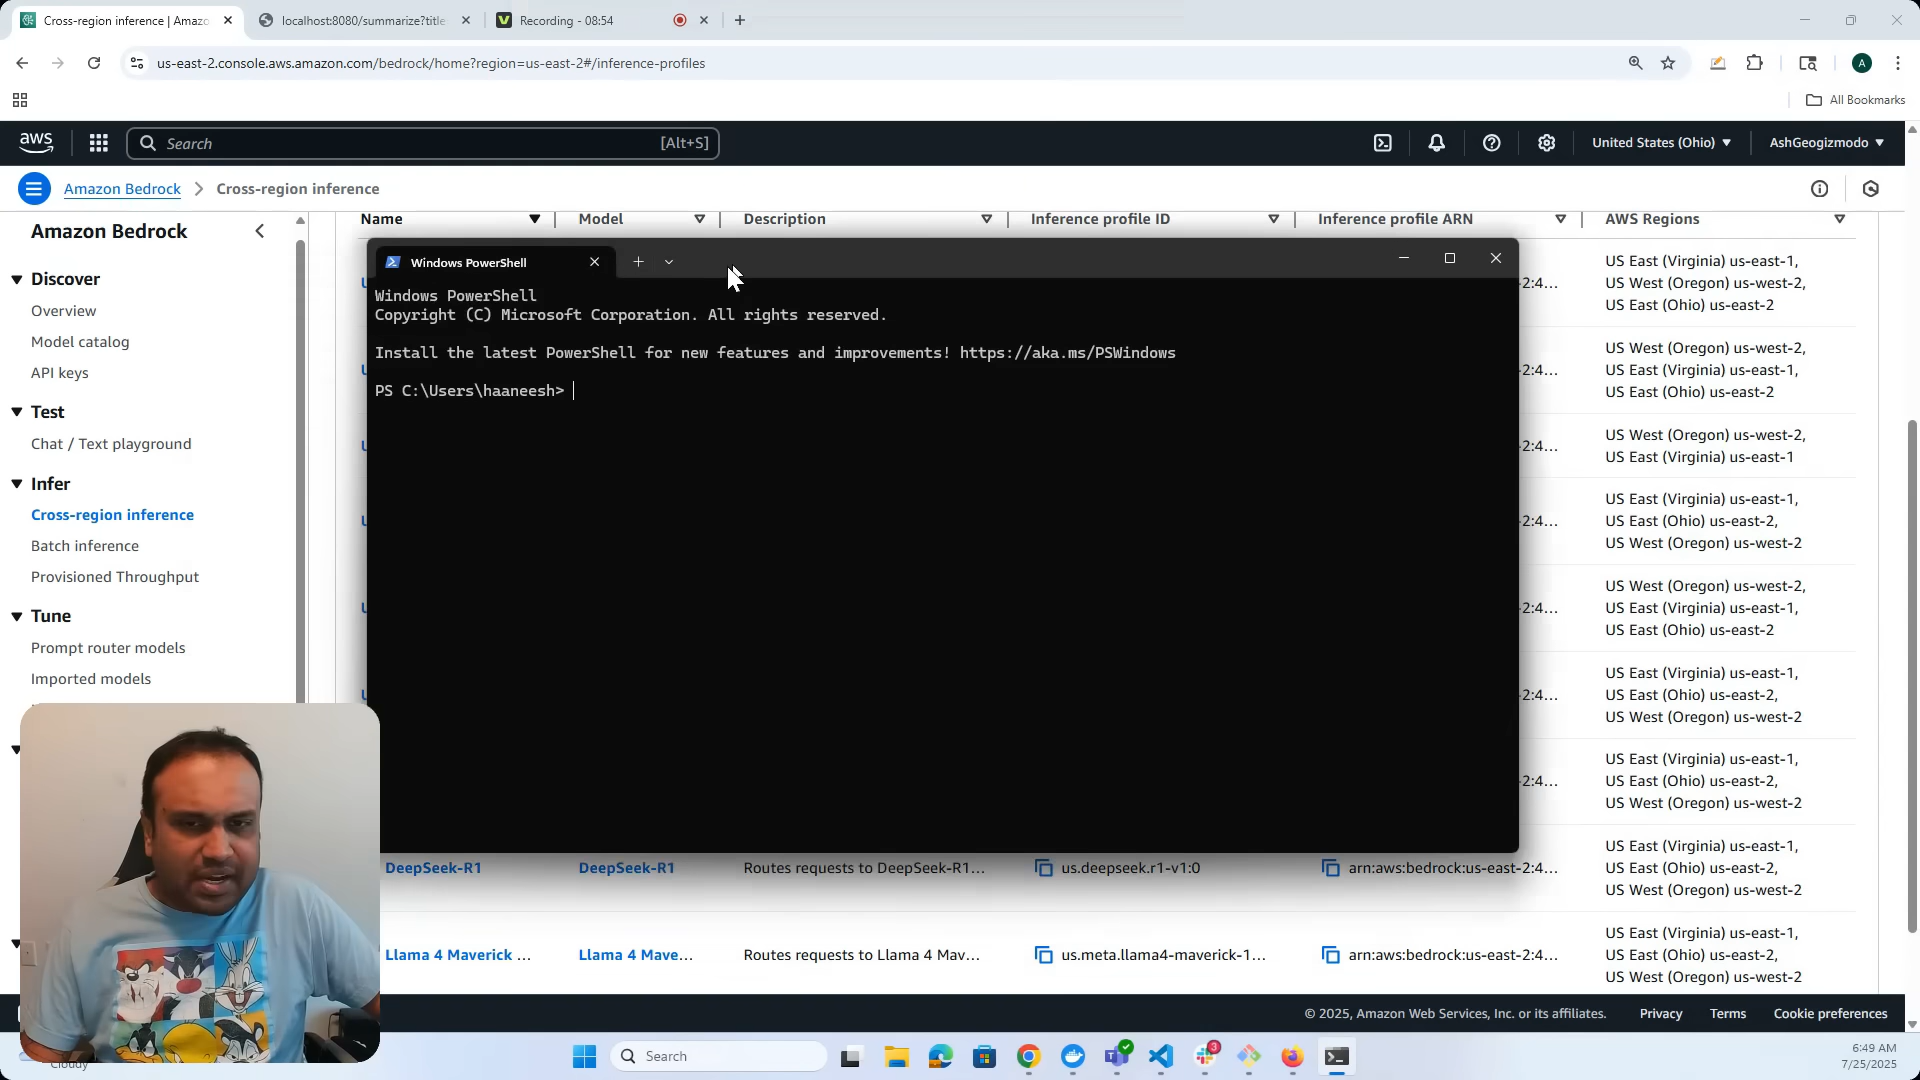 Cross-region inference | Amazo
localhost:8080/summarize?title
Recording - 08:54
us-east-2.console.aws.amazon.com/bedrock/home?region=us-east-2#/inference-profiles
A
All Bookmarks
aws
Search
[Alt+S]
United States (Ohio)
AshGeogizmodo
Amazon Bedrock
Cross-region inference
Amazon Bedrock
Discover
Overview
Model catalog
API keys
Test
Chat / Text playground
Infer
Cross-region inference
Batch inference
Provisioned Throughput
Tune
Prompt router models
Imported models
Name
Model
Description
Inference profile ID
Inference profile ARN
AWS Regions
Windows PowerShell
Windows PowerShell
Copyright (C) Microsoft Corporation. All rights reserved.
Install the latest PowerShell for new features and improvements! https://aka.ms/PSWindows
PS C:\Users\haaneesh>
-2:4...
US East (Virginia) us-east-1,
US West (Oregon) us-west-2,
US East (Ohio) us-east-2
-2:4...
US West (Oregon) us-west-2,
US East (Virginia) us-east-1,
US East (Ohio) us-east-2
-2:4...
US West (Oregon) us-west-2,
US East (Virginia) us-east-1
-2:4...
US East (Virginia) us-east-1,
US East (Ohio) us-east-2,
US West (Oregon) us-west-2
-2:4...
US West (Oregon) us-west-2,
US East (Virginia) us-east-1,
US East (Ohio) us-east-2
-2:4...
US East (Virginia) us-east-1,
US East (Ohio) us-east-2,
US West (Oregon) us-west-2
-2:4...
US East (Virginia) us-east-1,
US East (Ohio) us-east-2,
US West (Oregon) us-west-2
DeepSeek-R1
DeepSeek-R1
Routes requests to DeepSeek-R1...
us.deepseek.r1-v1:0
arn:aws:bedrock:us-east-2:4...
US East (Virginia) us-east-1,
US East (Ohio) us-east-2,
US West (Oregon) us-west-2
Llama 4 Maverick ...
Llama 4 Mave...
Routes requests to Llama 4 Mav...
us.meta.llama4-maverick-1...
arn:aws:bedrock:us-east-2:4...
US East (Virginia) us-east-1,
US East (Ohio) us-east-2,
US West (Oregon) us-west-2
© 2025, Amazon Web Services, Inc. or its affiliates.
Privacy
Terms
Cookie preferences
Cloudy
Search
3
6:49 AM
7/25/2025